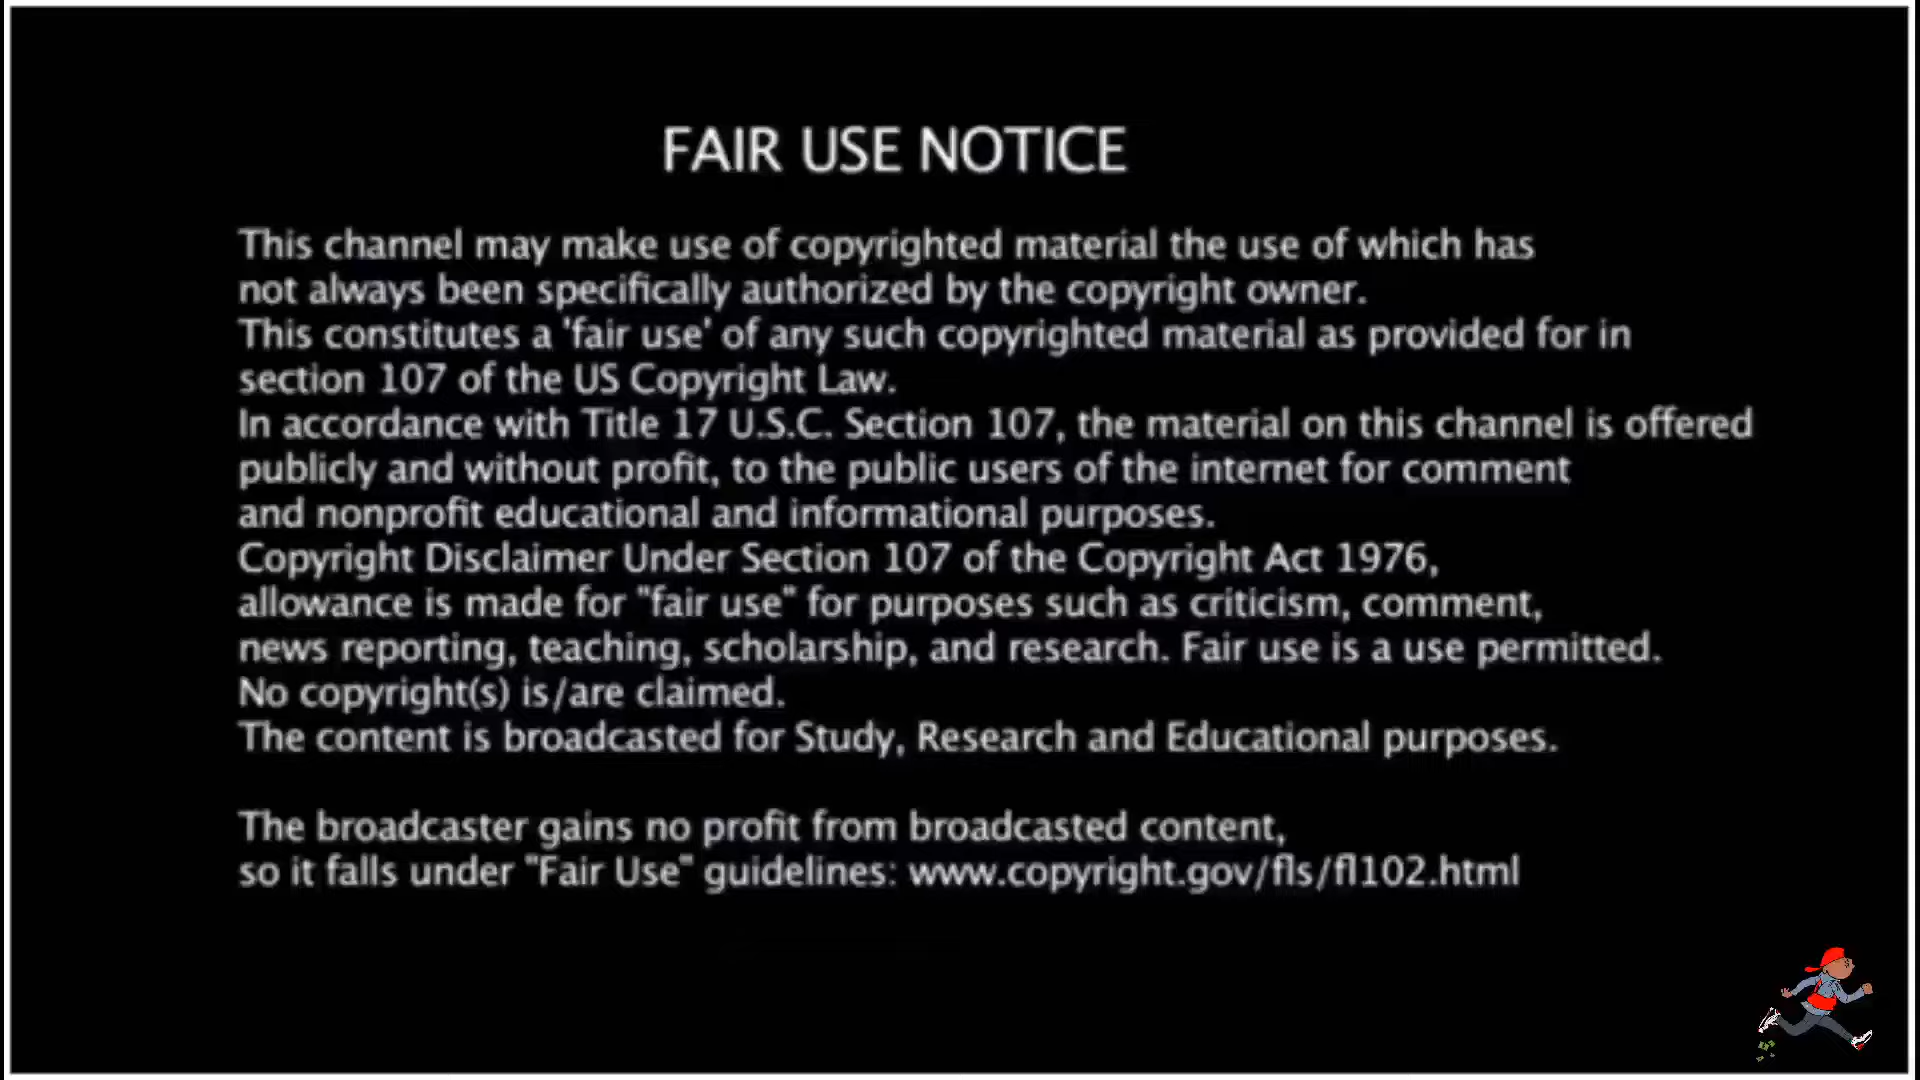 FAIR USE NOTICE
This channel may make use of copyrighted material the use of which has
not always been specifically authorized by the copyright owner.
This constitutes a 'fair use' of any such copyrighted material as provided for in
section 107 of the US Copyright Law.
In accordance with Title 17 U.S.C. Section 107, the material on this channel is offered
publicly and without profit, to the public users of the internet for comment
and nonprofit educational and informational purposes.
Copyright Disclaimer Under Section 107 of the Copyright Act 1976,
allowance is made for "fair use" for purposes such as criticism, comment,
news reporting, teaching, scholarship, and research. Fair use is a use permitted.
No copyright(s) is/are claimed.
The content is broadcasted for Study, Research and Educational purposes.
The broadcaster gains no profit from broadcasted content,
so it falls under "Fair Use" guidelines: www.copyright.gov/fls/fl102.html